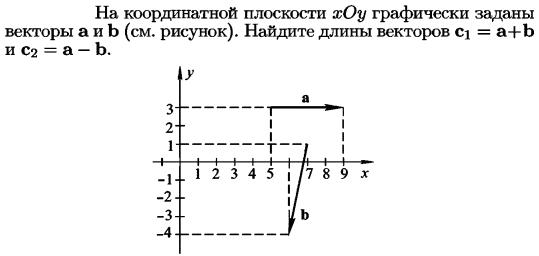 На координатной плоскости xOy графически заданы
векторы a и b (см. рисунок). Найдите длины векторов c₁ = a+b
и c₂ = a − b.
y
3
a
2
1
1 2 3 4 5 7 8 9 x
−1
−2
−3
b
−4